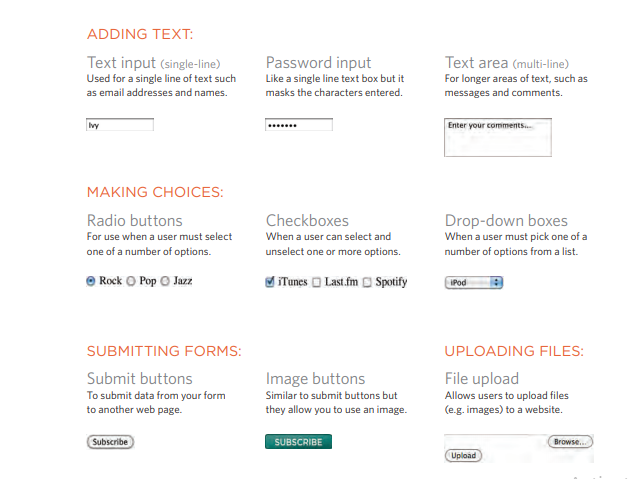 ADDING TEXT:
Text input (single-line)
Used for a single line of text such
as email addresses and names.
Ivy
Password input
Like a single line text box but it
masks the characters entered.
•••••••
Text area (multi-line)
For longer areas of text, such as
messages and comments.
Enter your comments...
MAKING CHOICES:
Radio buttons
For use when a user must select
one of a number of options.
Rock Pop Jazz
Checkboxes
When a user can select and
unselect one or more options.
iTunes Last.fm Spotify
Drop-down boxes
When a user must pick one of a
number of options from a list.
iPod
SUBMITTING FORMS:
Submit buttons
To submit data from your form
to another web page.
Subscribe
Image buttons
Similar to submit buttons but
they allow you to use an image.
SUBSCRIBE
UPLOADING FILES:
File upload
Allows users to upload files
(e.g. images) to a website.
Browse...
Upload